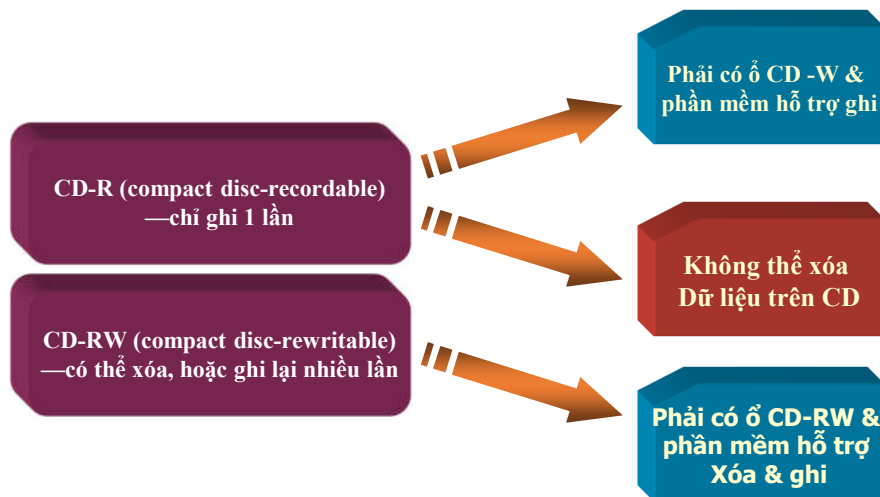 CD-R (compact disc-recordable)
—chỉ ghi 1 lần
CD-RW (compact disc-rewritable)
—có thể xóa, hoặc ghi lại nhiều lần
Phải có ổ CD -W &
phần mềm hỗ trợ ghi
Không thể xóa
Dữ liệu trên CD
Phải có ổ CD-RW &
phần mềm hỗ trợ
Xóa & ghi